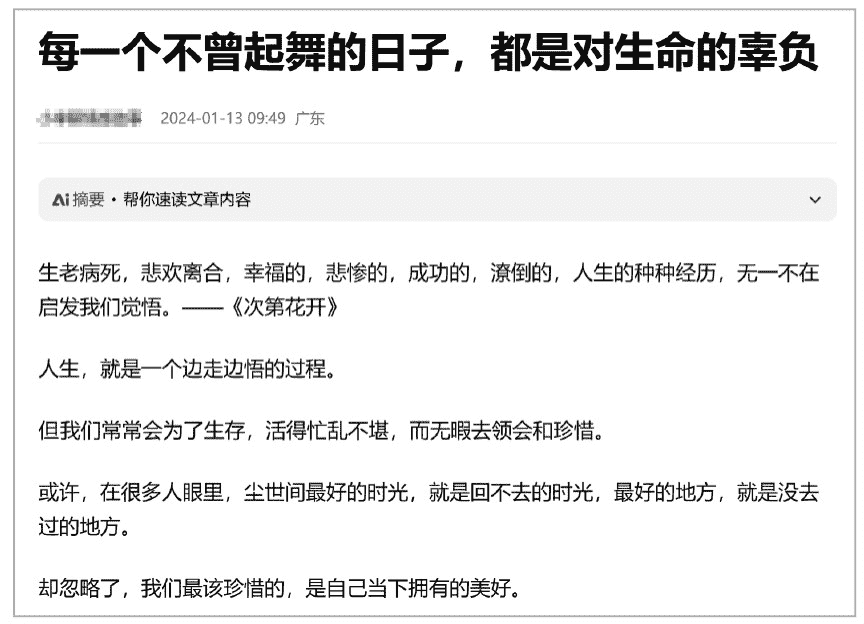 每一个不曾起舞的日子，都是对生命的辜负
2024-01-13 09:49 广东
Ai 摘要·帮你速读文章内容
生老病死，悲欢离合，幸福的，悲惨的，成功的，潦倒的，人生的种种经历，无一不在
启发我们觉悟。——《次第花开》
人生，就是一个边走边悟的过程。
但我们常常会为了生存，活得忙乱不堪，而无暇去领会和珍惜。
或许，在很多人眼里，尘世间最好的时光，就是回不去的时光，最好的地方，就是没去
过的地方。
却忽略了，我们最该珍惜的，是自己当下拥有的美好。